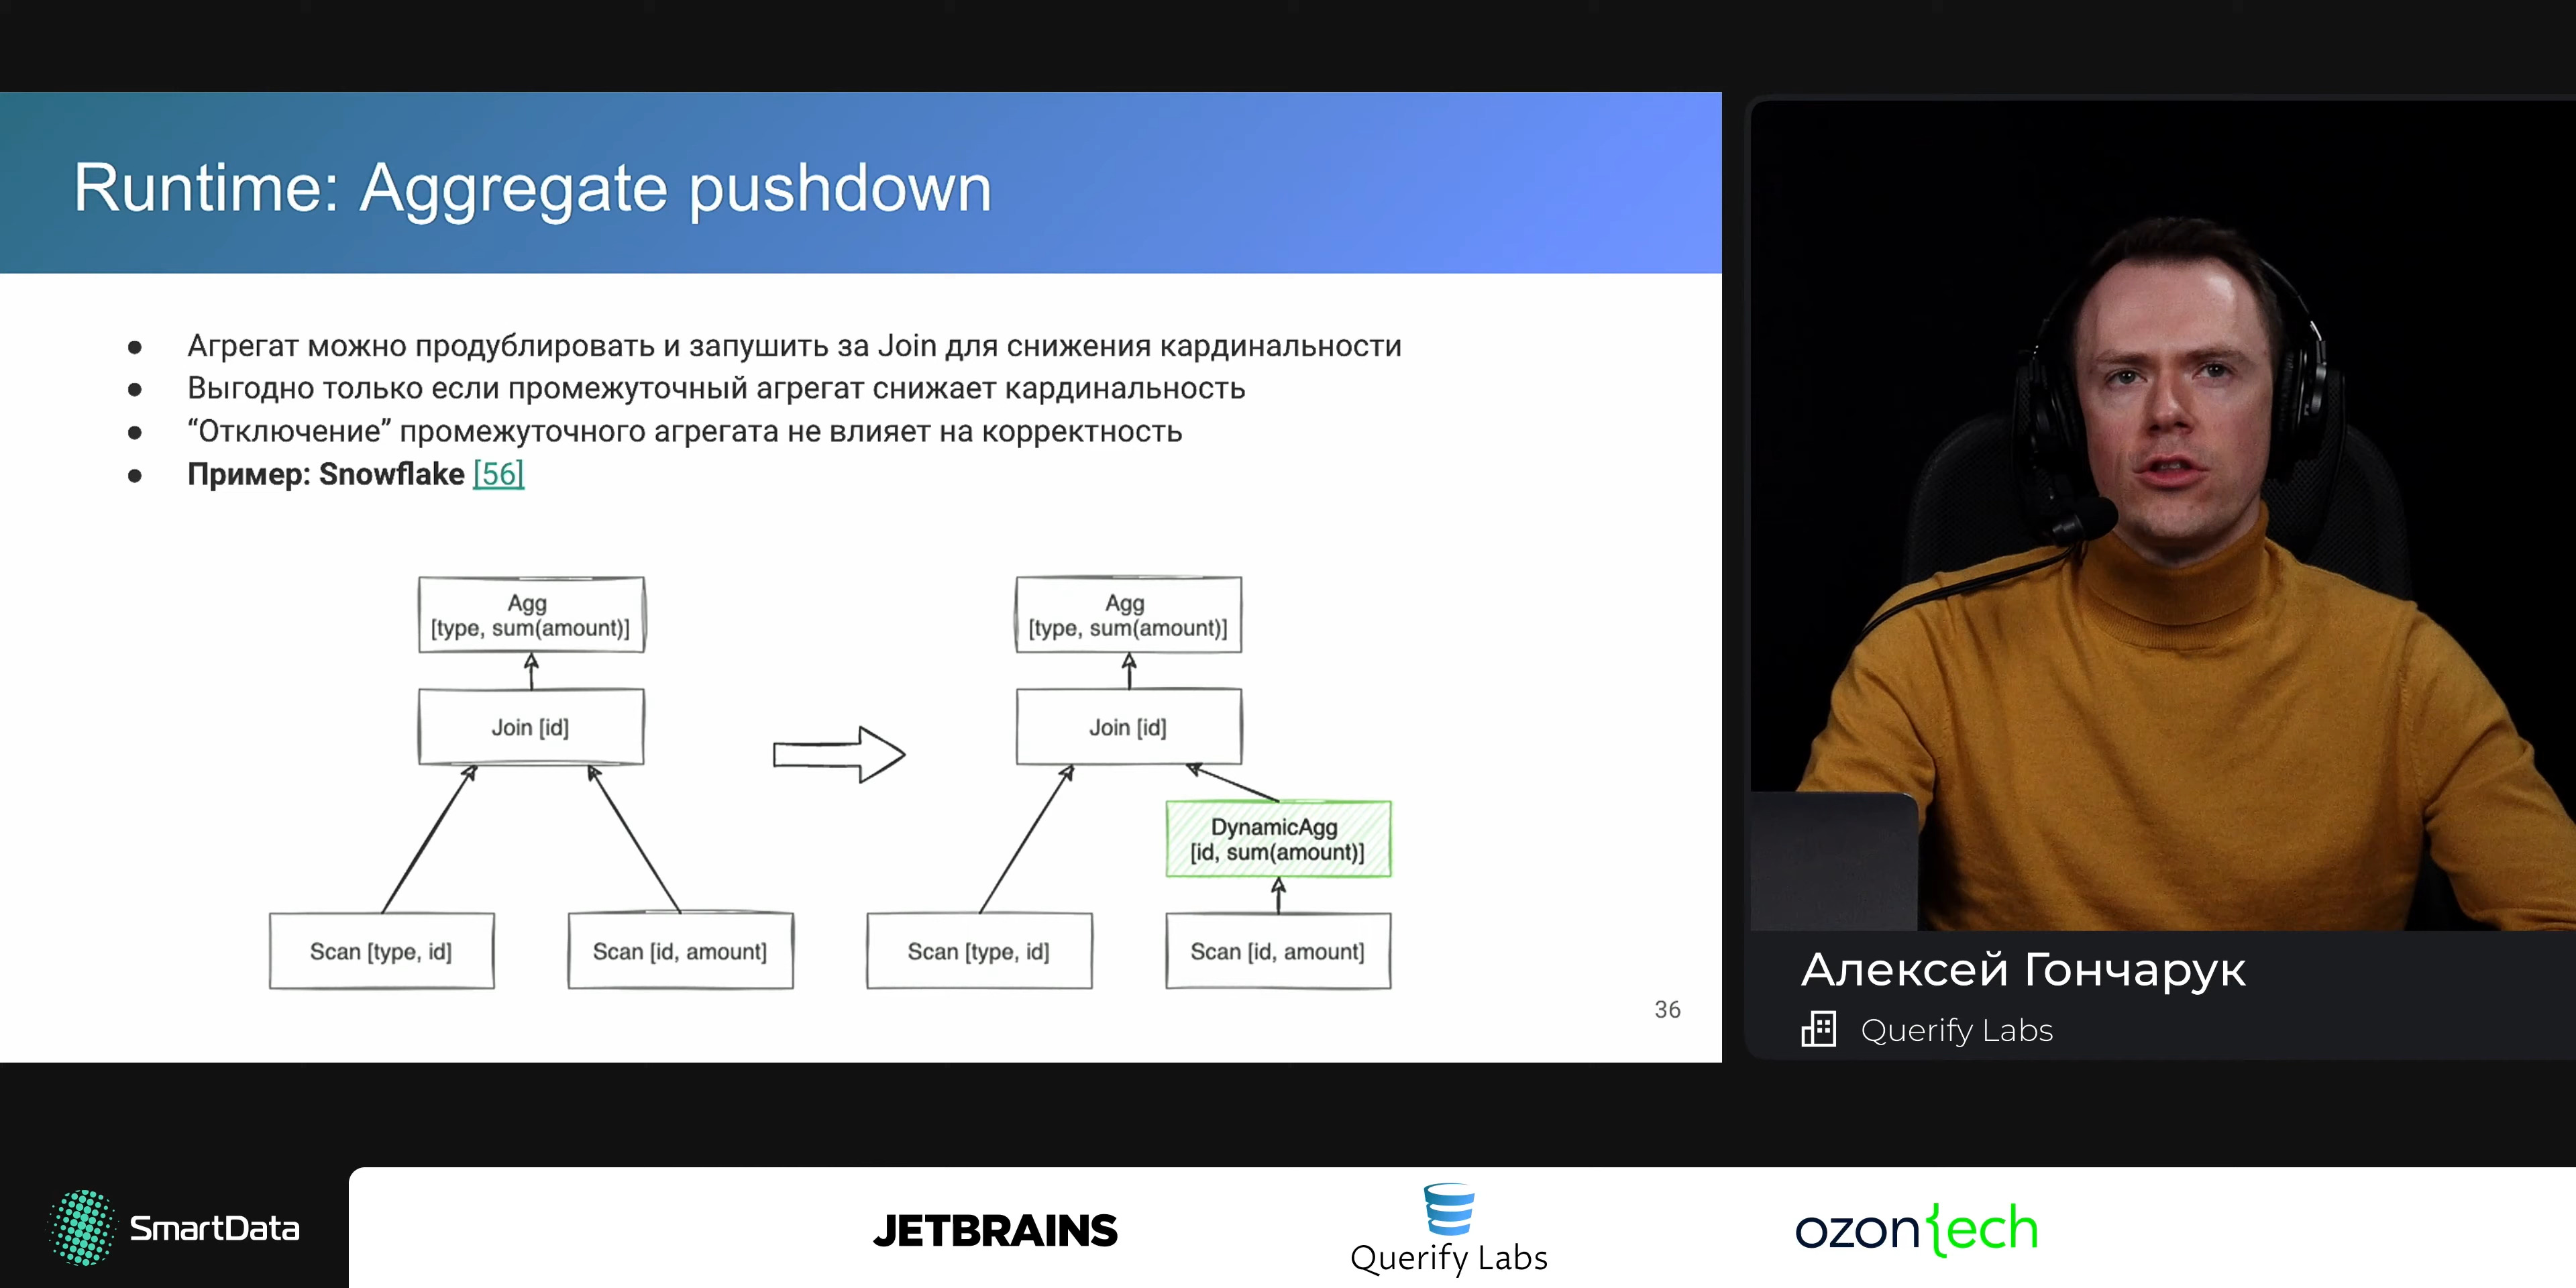 Runtime: Aggregate pushdown
● Агрегат можно продублировать и запушить за Join для снижения кардинальности
● Выгодно только если промежуточный агрегат снижает кардинальность
● “Отключение” промежуточного агрегата не влияет на корректность
● Пример: Snowflake [56]
Agg
[type, sum(amount)]
Join [id]
Scan [type, id]
Scan [id, amount]
Agg
[type, sum(amount)]
Join [id]
DynamicAgg
[id, sum(amount)]
Scan [type, id]
Scan [id, amount]
36
Алексей Гончарук
Querify Labs
SmartData
JETBRAINS
Querify Labs
ozon{ech